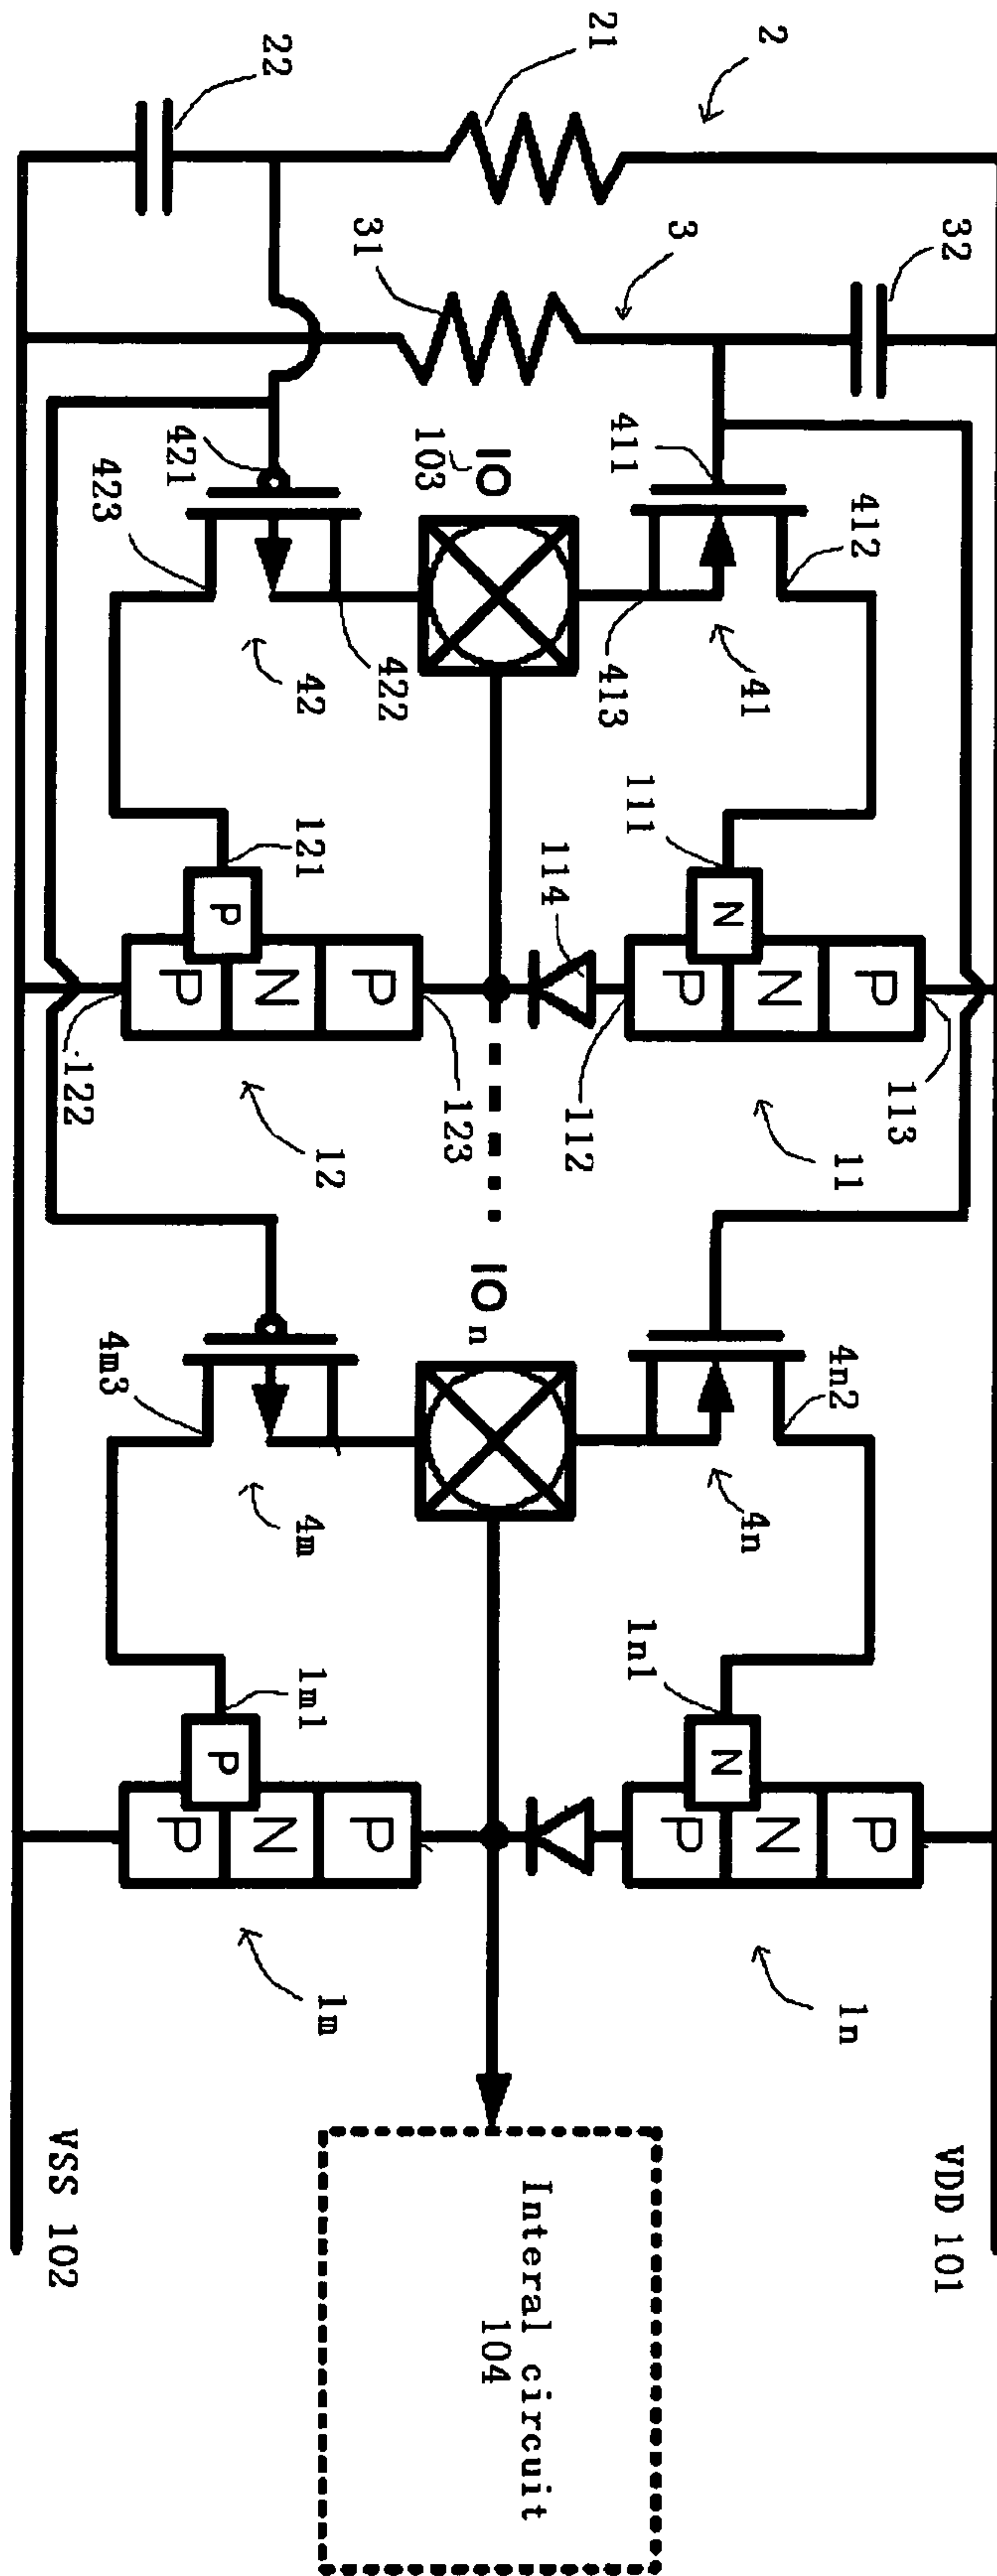 2
21
22
3
31
32
IO
103
411
412
413
41
421
422
423
42
111
112
113
114
11
N
P
N
P
121
122
123
12
P
P
N
P
VDD 101
VSS 102
IO n
4n2
4n
4m3
4m
1n1
1n
N
P
N
P
1m1
1m
P
P
N
P
Interal circuit
104